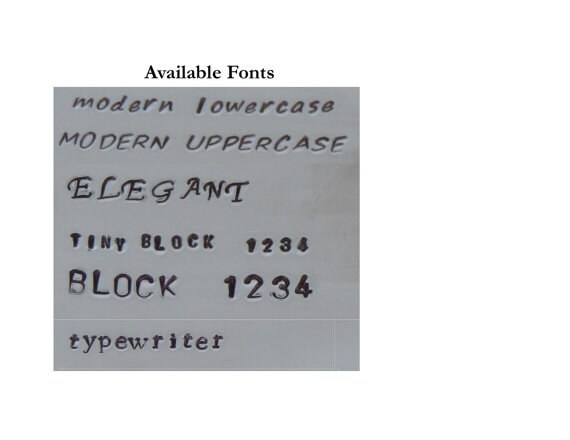 Available Fonts
modern lowercase
MODERN UPPERCASE
ELEGANT
TINY BLOCK 1234
BLOCK 1234
typewriter